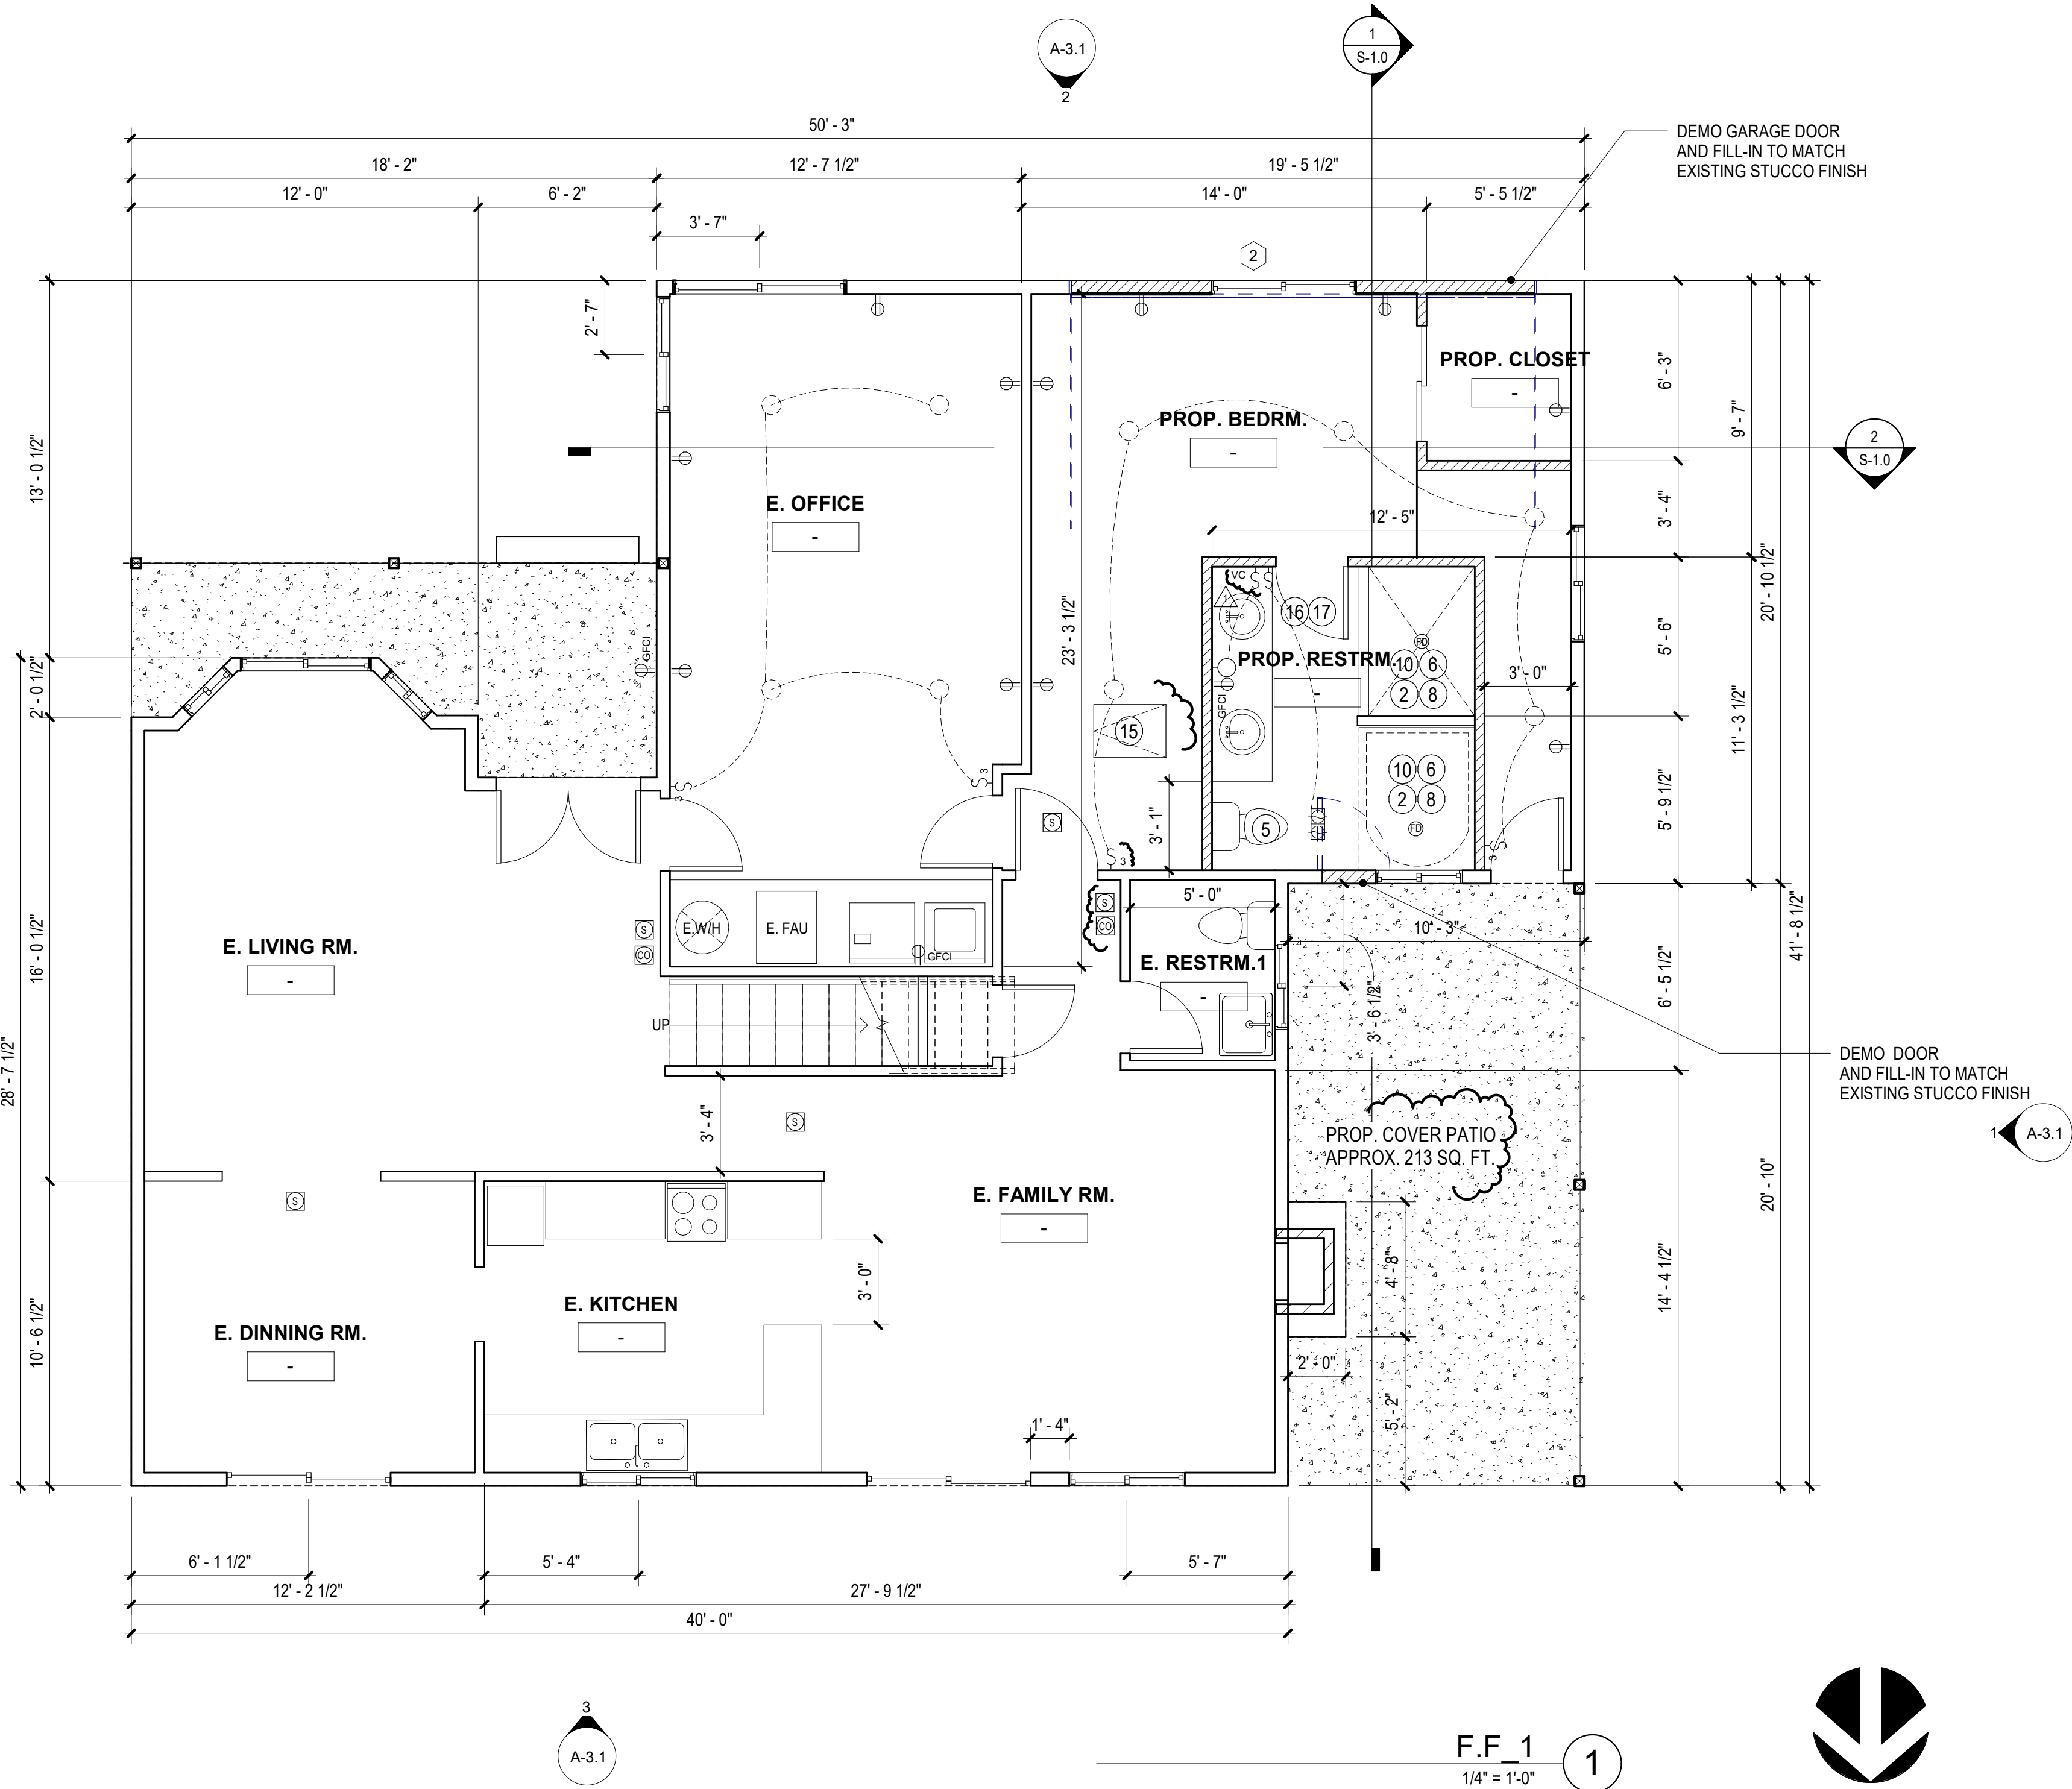 A-3.1
2
1
S-1.0
50' - 3"
DEMO GARAGE DOOR
AND FILL-IN TO MATCH
EXISTING STUCCO FINISH
18' - 2"
12' - 7 1/2"
19' - 5 1/2"
12' - 0"
6' - 2"
14' - 0"
5' - 5 1/2"
3' - 7"
2
2' - 7"
PROP. CLOSET
-
6' - 3"
9' - 7"
PROP. BEDRM.
-
2
S-1.0
13' - 0 1/2"
E. OFFICE
-
12' - 5"
3' - 4"
20' - 10 1/2"
VC
1
16
17
GFCI
23' - 3 1/2"
RD
5' - 6"
PROP. RESTRM.
-
10
6
2
8
3' - 0"
2' - 0 1/2"
GFCI
15
11' - 3 1/2"
10
6
2
8
3
3
5' - 9 1/2"
S
3' - 1"
5
FD
3
3
5' - 0"
S
CO
E.W/H
E. FAU
GFCI
S
CO
10' - 3"
E. LIVING RM.
-
16' - 0 1/2"
E. RESTRM.1
-
41' - 8 1/2"
6' - 5 1/2"
3' - 6 1/2"
UP
28' - 7 1/2"
DEMO DOOR
AND FILL-IN TO MATCH
EXISTING STUCCO FINISH
3' - 4"
S
PROP. COVER PATIO
APPROX. 213 SQ. FT.
1
A-3.1
S
E. FAMILY RM.
-
20' - 10"
4' - 8"
3' - 0"
14' - 4 1/2"
E. KITCHEN
-
E. DINNING RM.
-
10' - 6 1/2"
2' - 0"
5' - 2"
1' - 4"
6' - 1 1/2"
5' - 4"
5' - 7"
12' - 2 1/2"
27' - 9 1/2"
40' - 0"
3
A-3.1
F.F_1
1
1/4" = 1'-0"